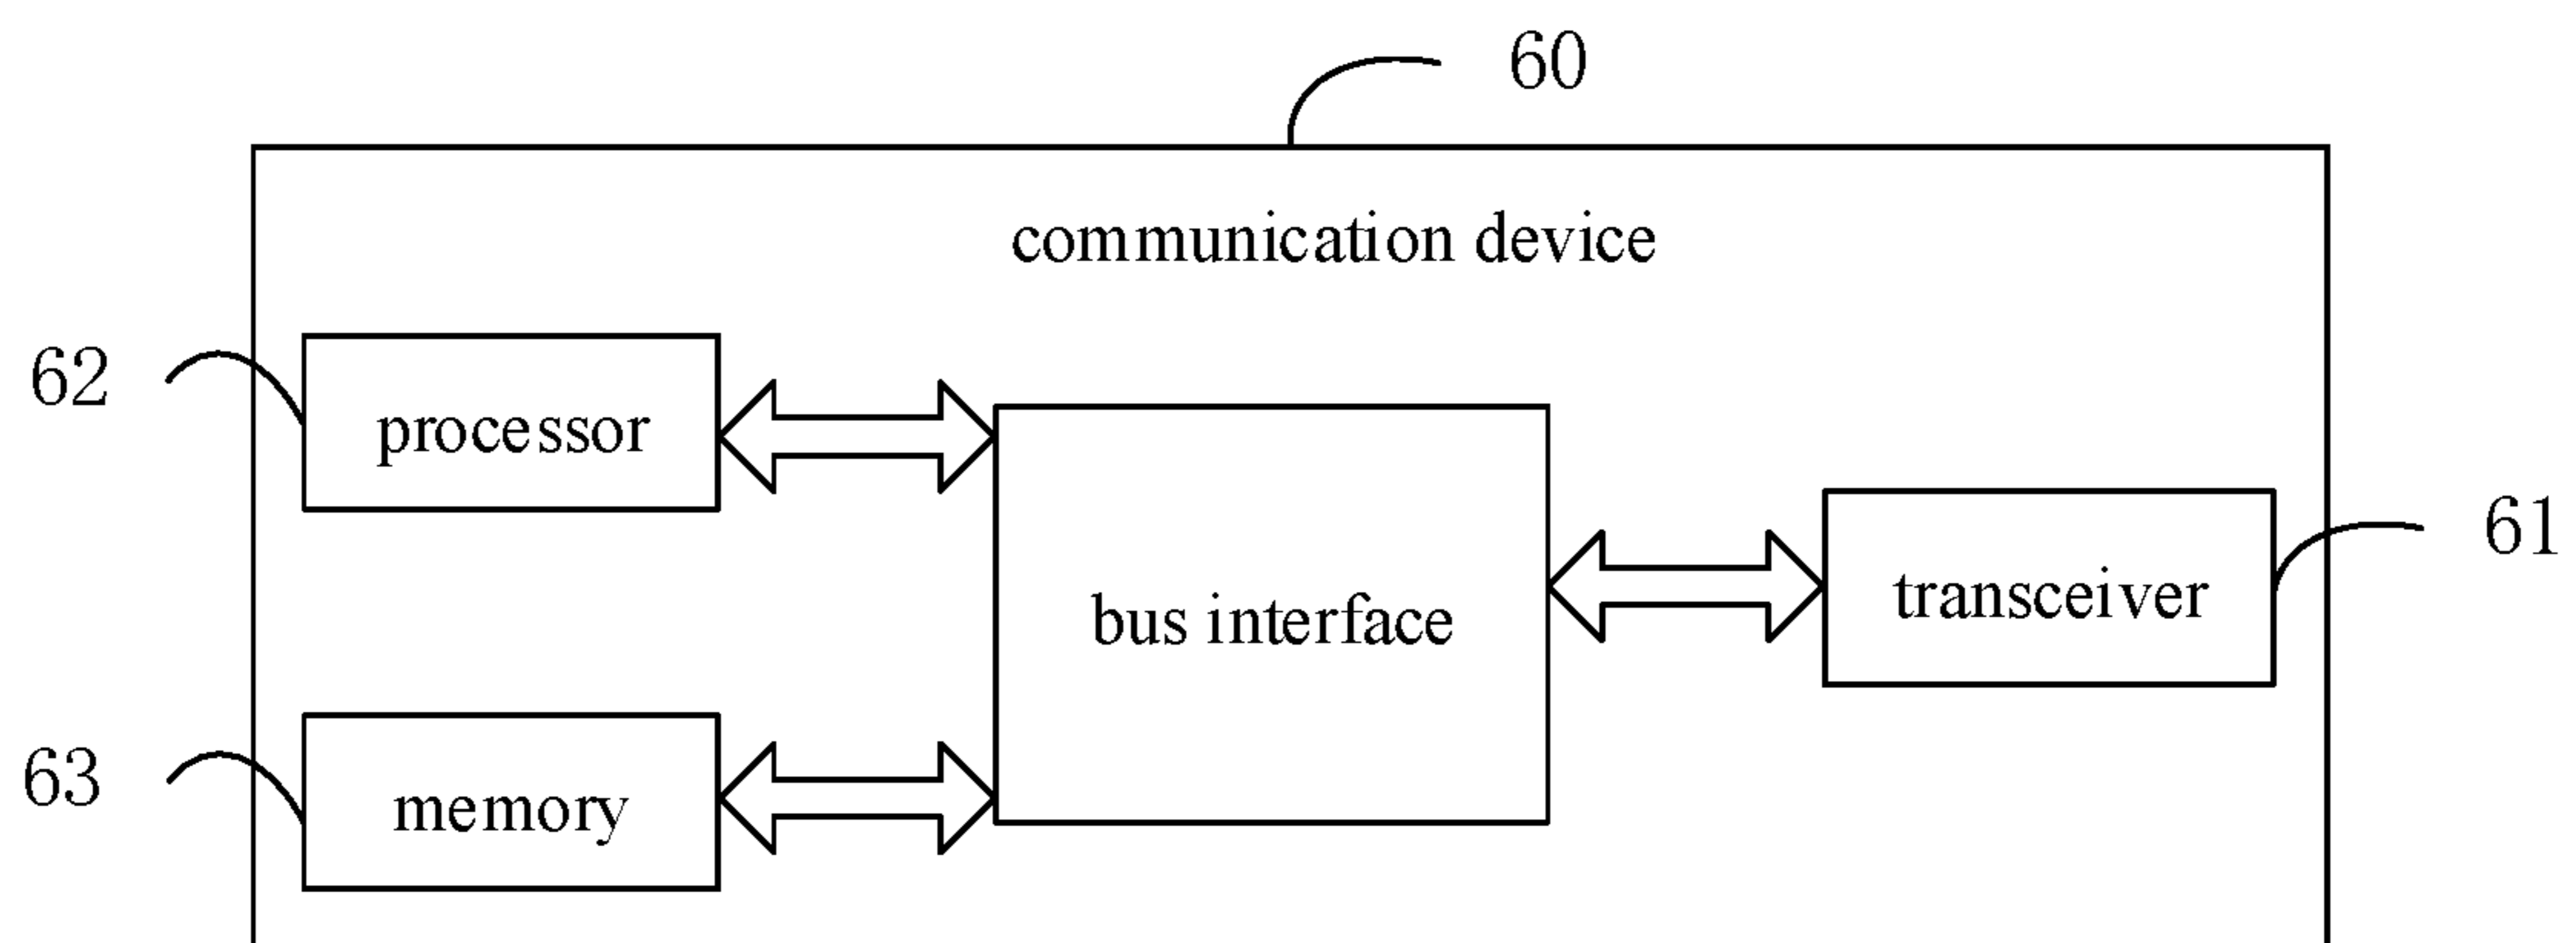 60
communication device
62
processor
61
transceiver
bus interface
63
memory